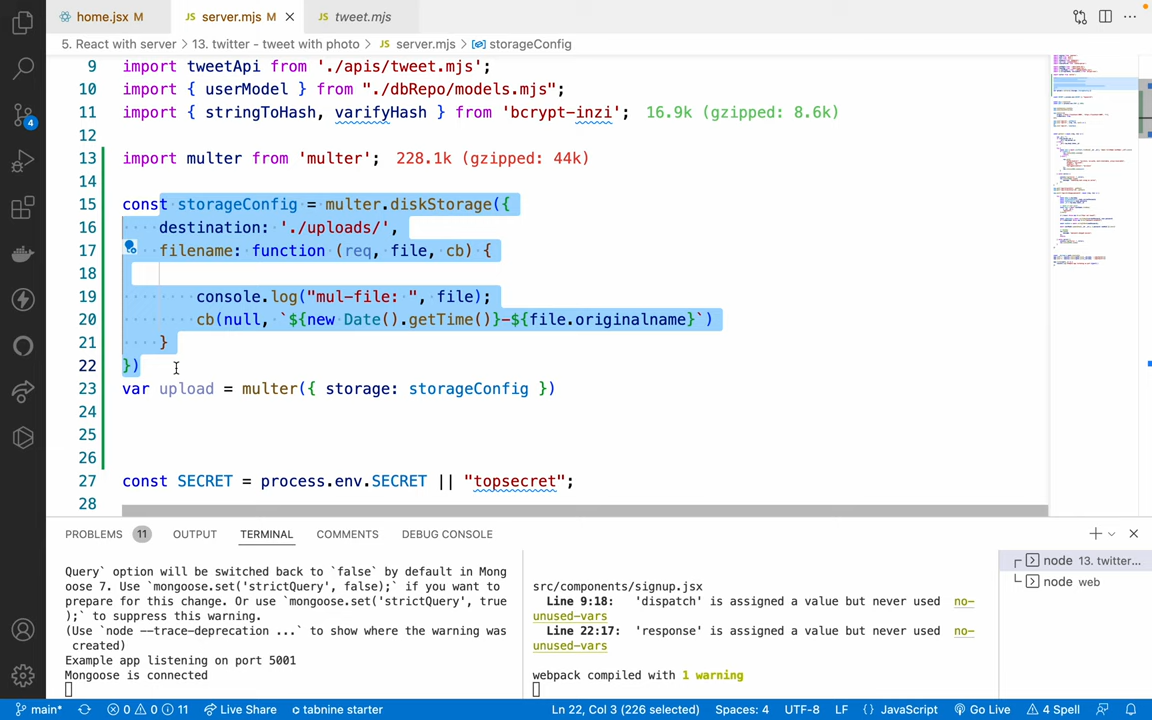 home.jsx M
JS server.mjs M
JS tweet.mjs
5. React with server > 13. twitter - tweet with photo > JS server.mjs > storageConfig
9 import tweetApi from './apis/tweet.mjs';
10 import { userModel } from "./dbRepo/models.mjs";
11 import { stringToHash, varifyHash } from 'bcrypt-inzi'; 16.9k (gzipped: 8.6k)
12
13 import multer from 'multer'; 228.1k (gzipped: 44k)
14
15 const storageConfig = multer.diskStorage({
16 destination: './uploads/',
17 filename: function (req, file, cb) {
18
19 console.log("mul-file: ", file);
20 cb(null, `${new Date().getTime()}-${file.originalname}`)
21 }
22 })
23 var upload = multer({ storage: storageConfig })
24
25
26
27 const SECRET = process.env.SECRET || "topsecret";
28
4
PROBLEMS 11 OUTPUT TERMINAL COMMENTS DEBUG CONSOLE
Query` option will be switched back to `false` by default in Mong
oose 7. Use `mongoose.set('strictQuery', false);` if you want to
prepare for this change. Or use `mongoose.set('strictQuery', true
);` to suppress this warning.
(Use `node --trace-deprecation ...` to show where the warning was
created)
Example app listening on port 5001
Mongoose is connected
src/components/signup.jsx
Line 9:18: 'dispatch' is assigned a value but never used no-
unused-vars
Line 22:17: 'response' is assigned a value but never used no-
unused-vars
webpack compiled with 1 warning
node 13. twitter...
node web
main* 0 0 11 Live Share tabnine starter Ln 22, Col 3 (226 selected) Spaces: 4 UTF-8 LF {} JavaScript Go Live 4 Spell